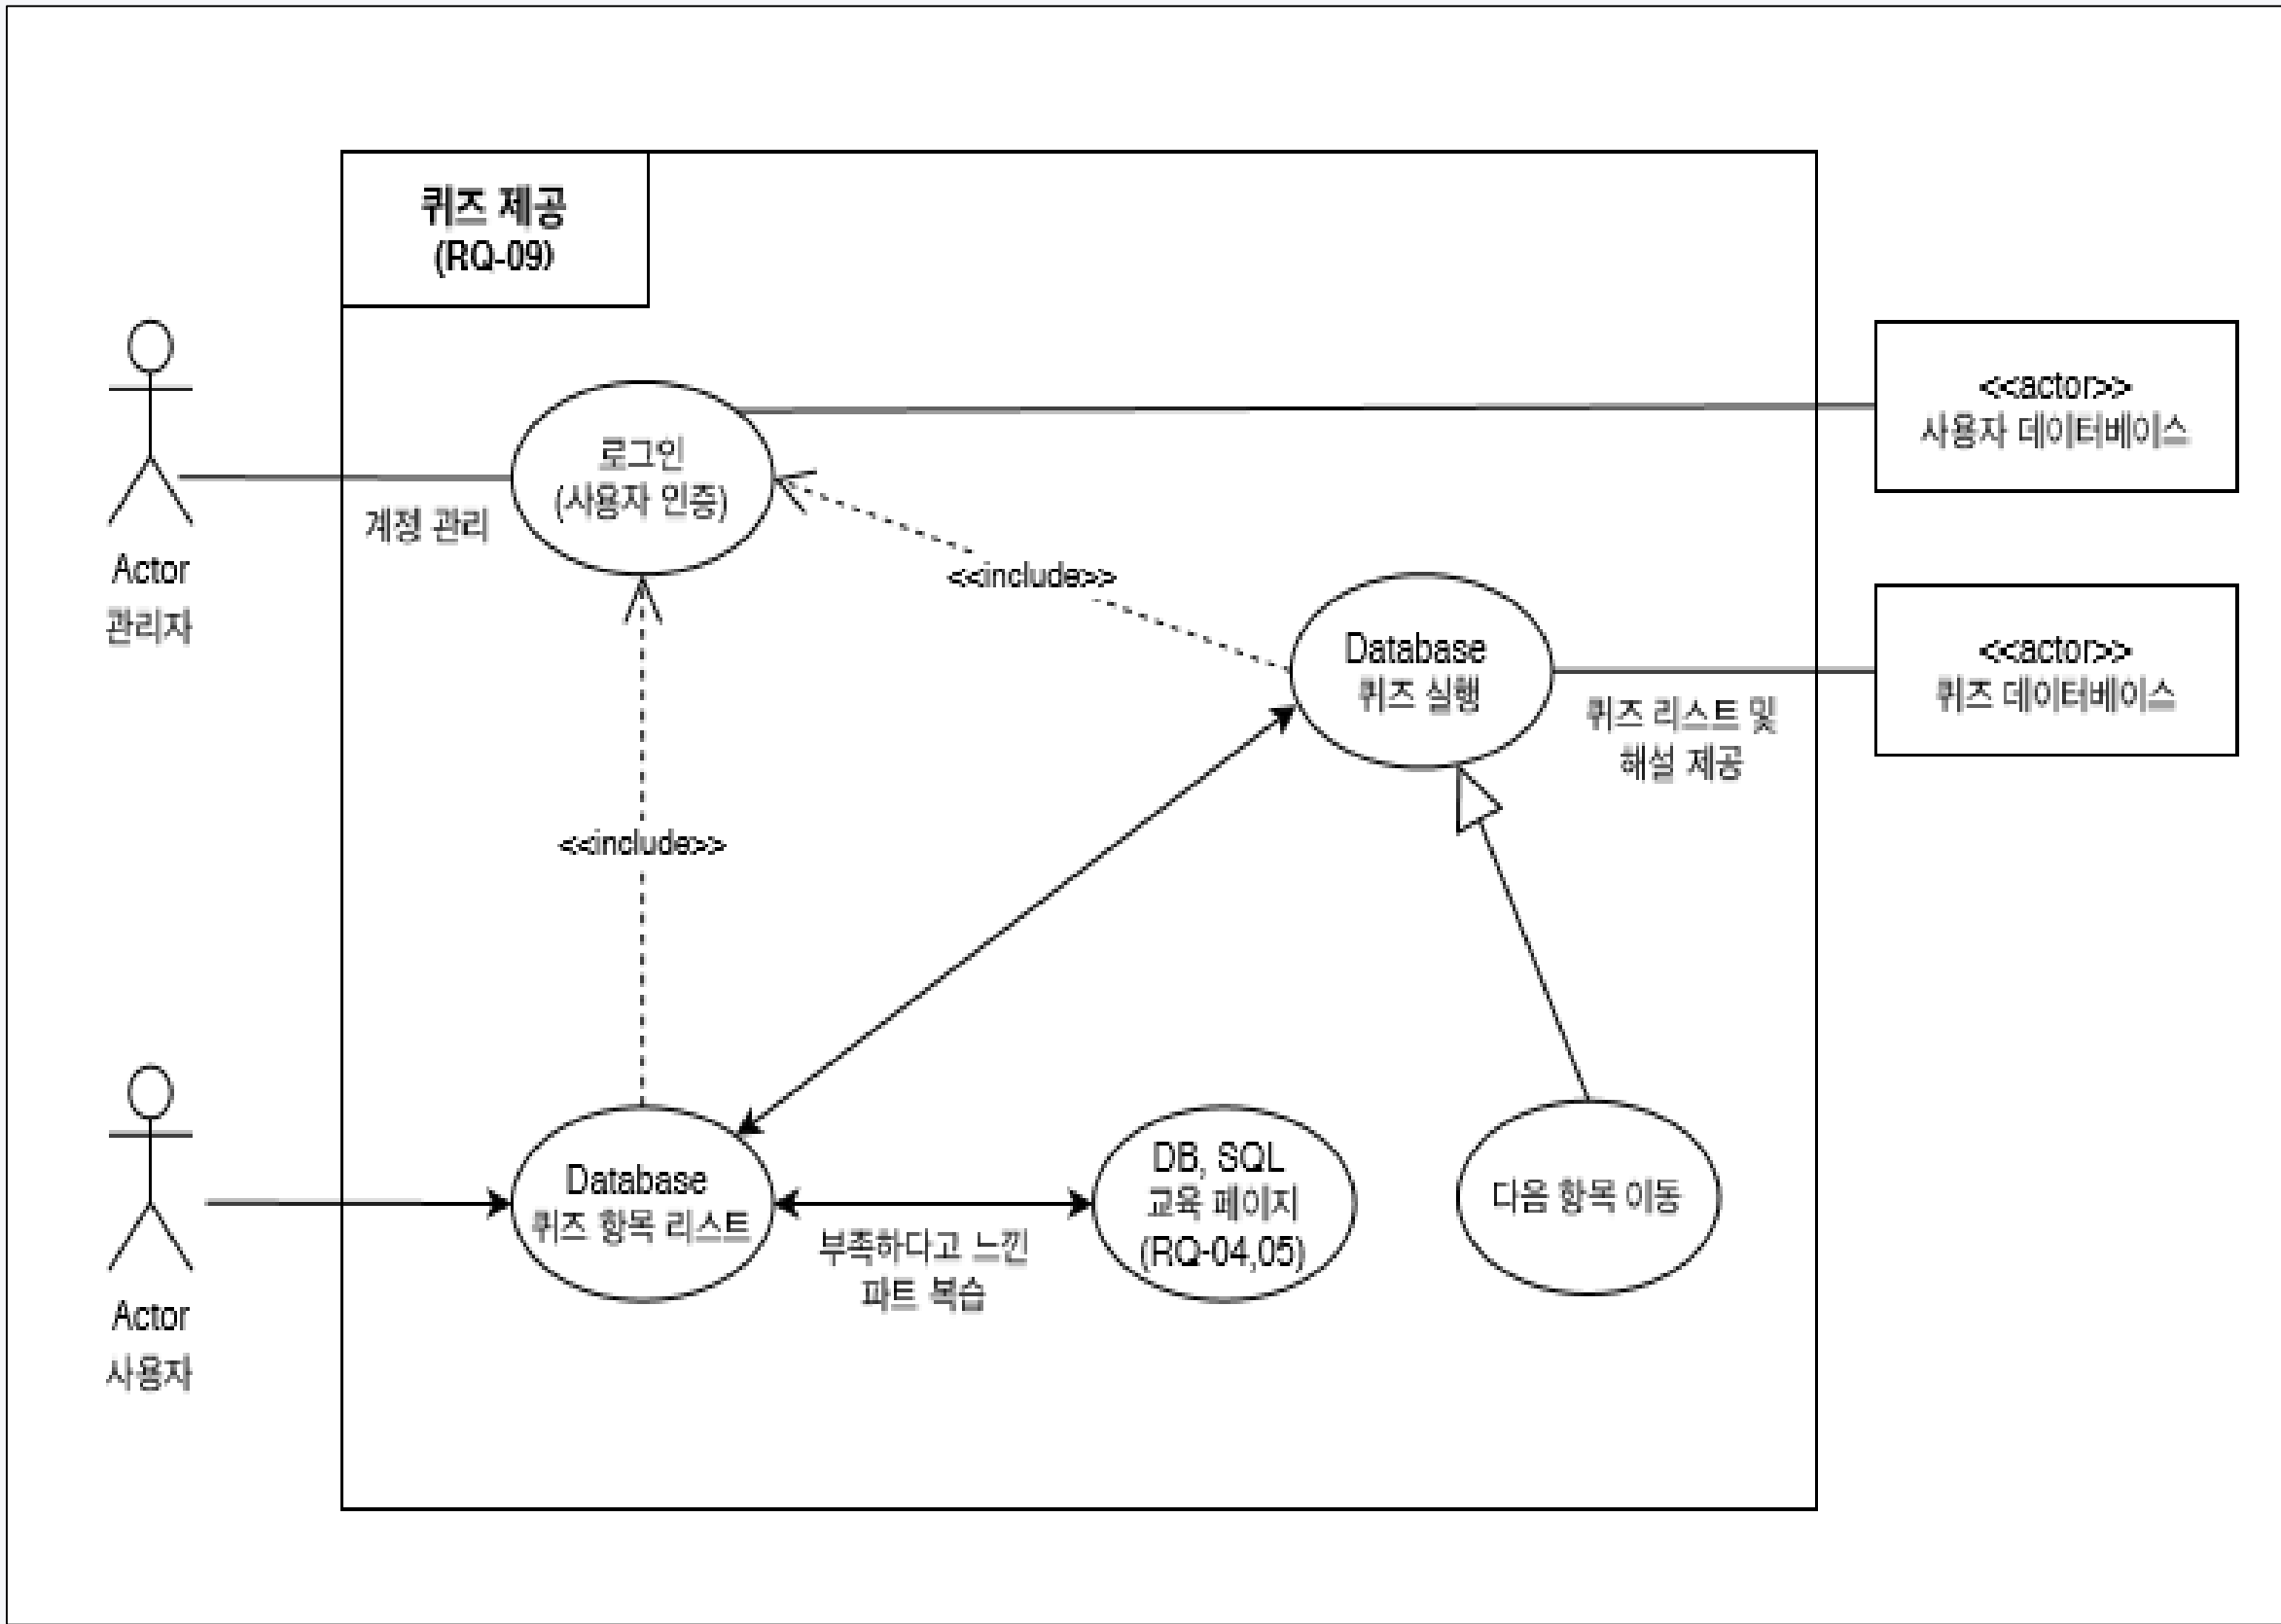 퀴즈 제공
(RQ-09)
<<actor>>
사용자 데이터베이스
로그인
(사용자 인증)
계정 관리
Actor
관리자
<<include>>
Database
퀴즈 실행
<<actor>>
퀴즈 데이터베이스
퀴즈 리스트 및
해설 제공
<<include>>
Database
퀴즈 항목 리스트
부족하다고 느낀
파트 복습
DB, SQL
교육 페이지
(RQ-04,05)
다음 항목 이동
Actor
사용자